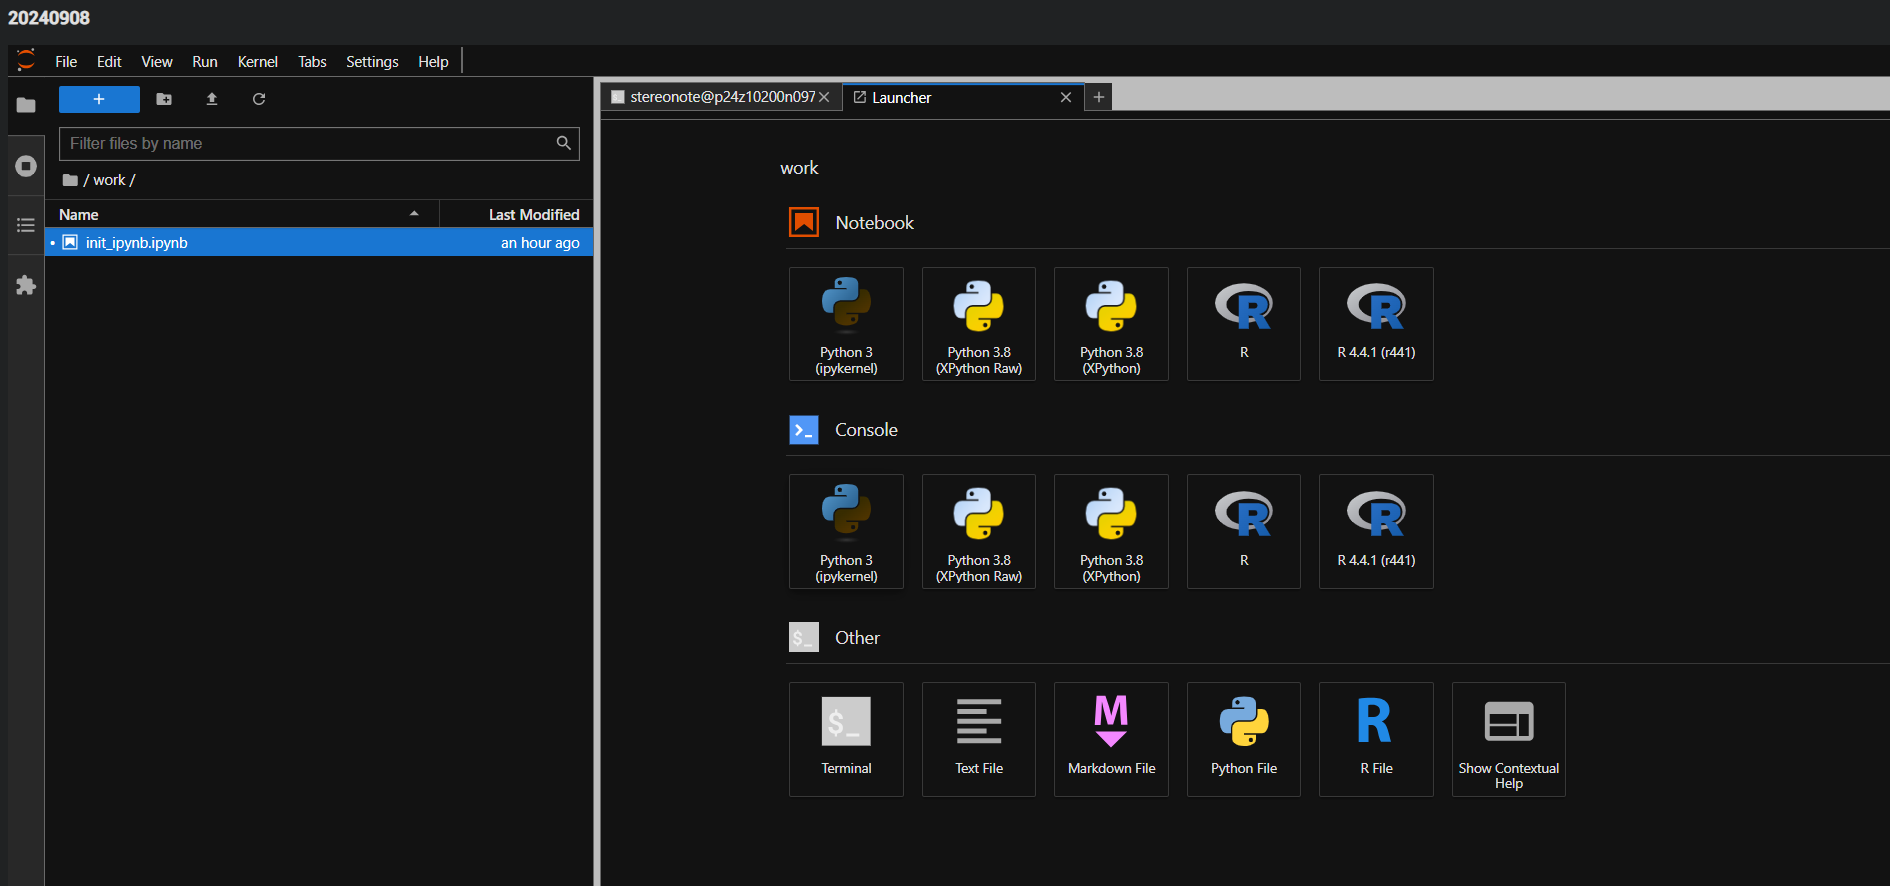 20240908
File Edit View Run Kernel Tabs Settings Help
+
Filter files by name
/ work /
Name Last Modified
init_ipynb.ipynb an hour ago
stereonote@p24z10200n097 Launcher
work
Notebook
Python 3
(ipykernel)
Python 3.8
(XPython Raw)
Python 3.8
(XPython)
R
R 4.4.1 (r441)
Console
Python 3
(ipykernel)
Python 3.8
(XPython Raw)
Python 3.8
(XPython)
R
R 4.4.1 (r441)
$_ Other
$_
Terminal
Text File
M
Markdown File
Python File
R
R File
Show Contextual
Help